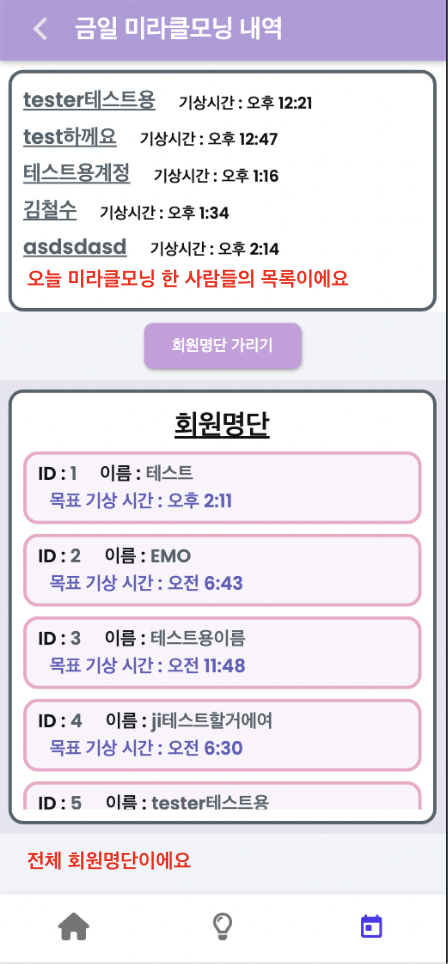 금일 미라클모닝 내역
tester테스트용 기상시간 : 오후 12:21
test하께요 기상시간 : 오후 12:47
테스트용계정 기상시간 : 오후 1:16
김철수 기상시간 : 오후 1:34
asdsdasd 기상시간 : 오후 2:14
오늘 미라클모닝 한 사람들의 목록이에요
회원명단 가리기
회원명단
ID : 1 이름 : 테스트
목표 기상 시간 : 오후 2:11
ID : 2 이름 : EMO
목표 기상 시간 : 오전 6:43
ID : 3 이름 : 테스트용이름
목표 기상 시간 : 오전 11:48
ID : 4 이름 : ji테스트할거에여
목표 기상 시간 : 오전 6:30
ID : 5 이름 : tester테스트용
전체 회원명단이에요